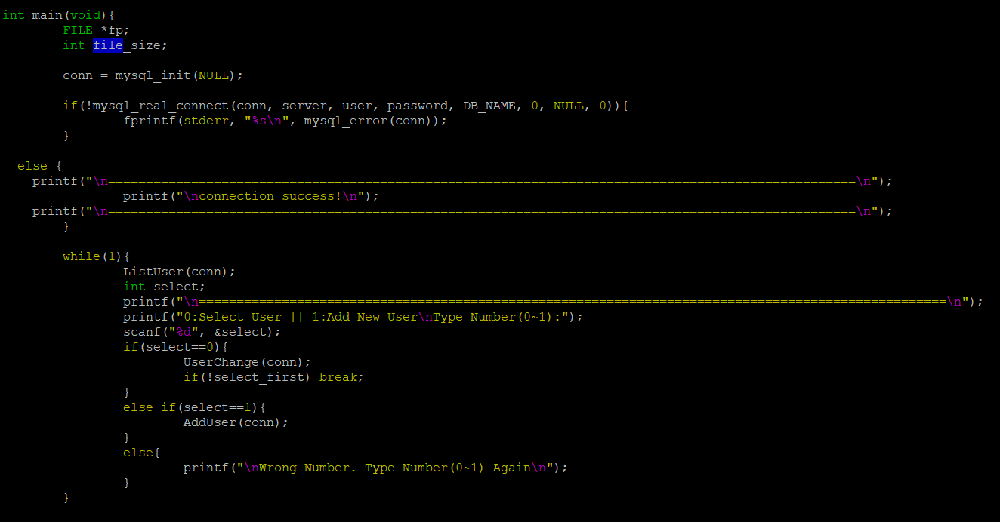 int main(void){
FILE *fp;
int file_size;
conn = mysql_init(NULL);
if(!mysql_real_connect(conn, server, user, password, DB_NAME, 0, NULL, 0)){
fprintf(stderr, "%s\n", mysql_error(conn));
}
else {
printf("\n===================================================================================================\n");
printf("\nconnection success!\n");
printf("\n===================================================================================================\n");
}
while(1){
ListUser(conn);
int select;
printf("\n===================================================================================================\n");
printf("0:Select User || 1:Add New User\nType Number(0~1):");
scanf("%d", &select);
if(select==0){
UserChange(conn);
if(!select_first) break;
}
else if(select==1){
AddUser(conn);
}
else{
printf("\nWrong Number. Type Number(0~1) Again\n");
}
}